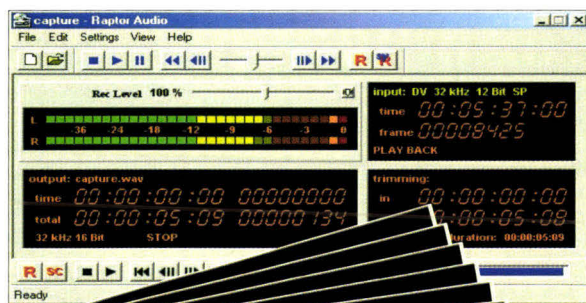 capture - Raptor Audio
File Edit Settings View Help
R R
Rec Level 100 %
L
-36 -24 -18 -12 -9 -6 -3 0
R
input: DV 32 kHz 12 Bit SP
time 00:05:37:00
frame 00008425
PLAY BACK
output: capture.wav
time 00:00:00:00 00000000
total 00:00:05:09 00000134
32 kHz 16 Bit STOP
trimming:
in 00:00:00:00
00:00:05:08
duration: 00:00:05:09
R SC
Ready